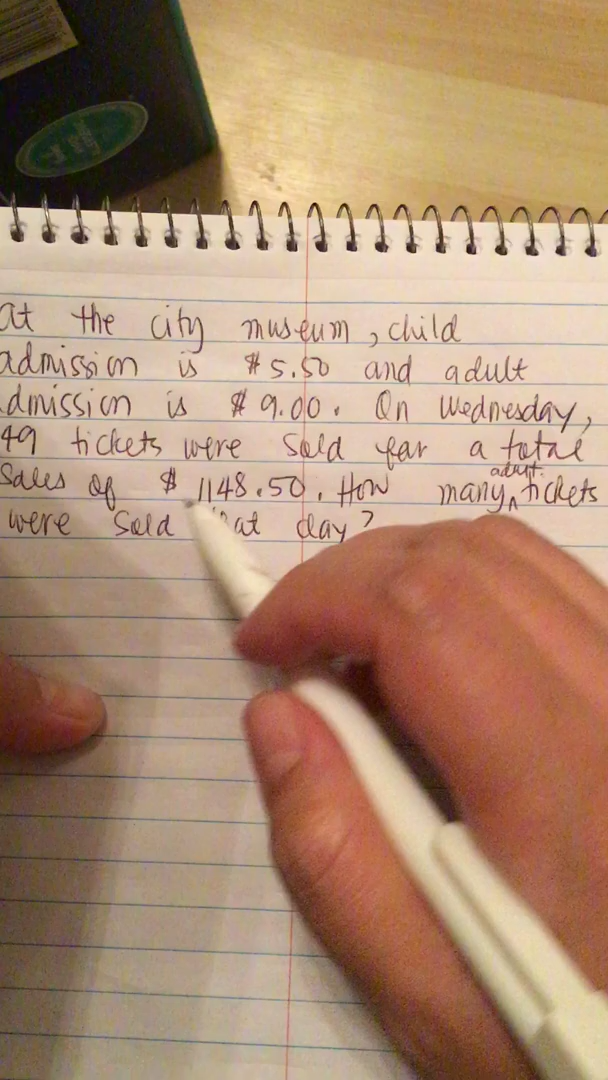 at the city museum, child
admission is $5.50 and adult
dmission is $9.00. On Wednesday,
49 tickets were sold for a total
Sales of $1148.50. How many adult tickets
were sold at day?